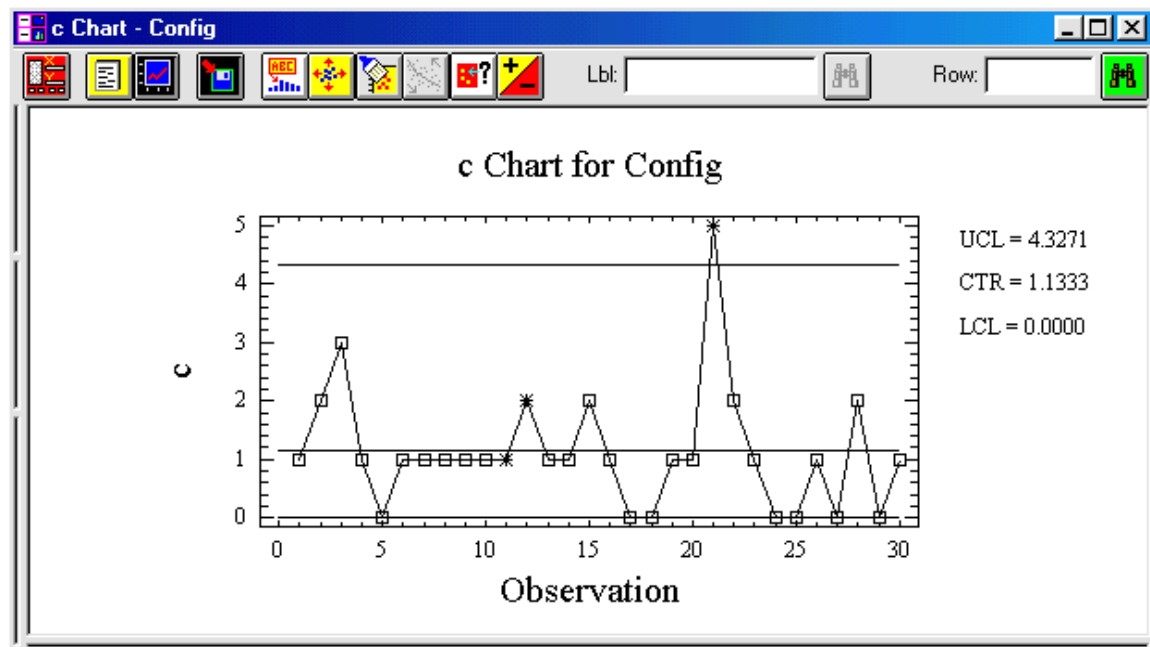 c Chart - Config
ABC
? + -
Lbl:
Row:
c Chart for Config
5
4
3
2
1
0
c
UCL = 4.3271
CTR = 1.1333
LCL = 0.0000
0 5 10 15 20 25 30
Observation